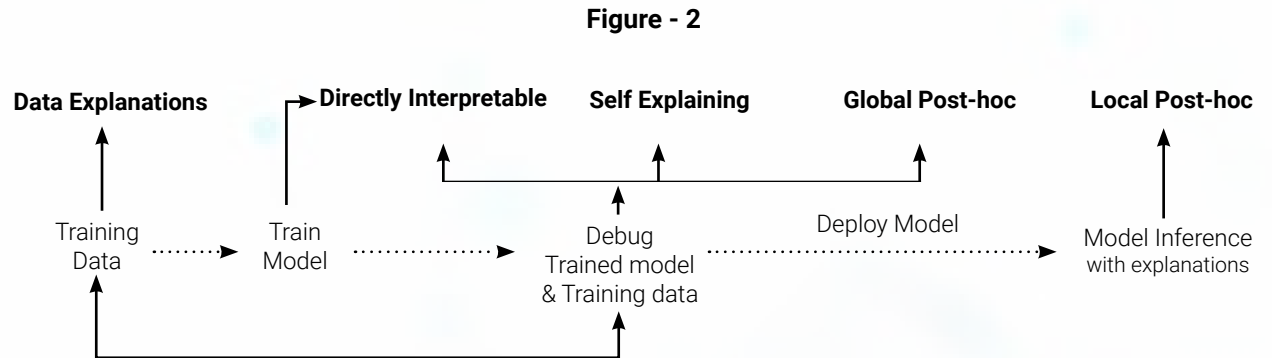 Figure - 2
Data Explanations
Directly Interpretable
Self Explaining
Global Post-hoc
Local Post-hoc
Training
Data
Train
Model
Debug
Trained model
& Training data
Deploy Model
Model Inference
with explanations